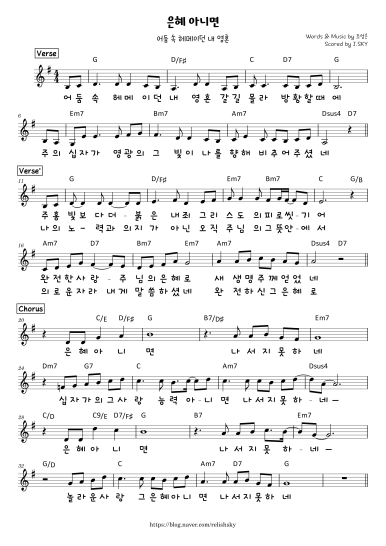 은혜 아니면
어둠 속 헤메이던 내 영혼
Words & Music by 조성은
Scored by J.SKY
Verse
G D/F# C D7 G
어둠 속 헤메이던 내 영혼 갈길 몰라 방황할때에
6 Em7 Bm7 Am7 Dsus4 D7
주의 십자가 영광의 그 빛이 나를 향해 비추어주셨네
Verse'
11 G D/F# Em7 Bm7 Em7 C G/B
주홍빛보다 더- 붉은 내죄 그리스도의 피로씻기어
나의 노-력과 의지가 아닌 오직 주님의 그뜻안에서
16 Am7 D7 Bm7 Em7 Am7 Dsus4 D7
완전한사랑- 주님의 은혜로 새 생명주께얻었네
의로운자라 내게 말씀하셨네 완전하신그은혜로
Chorus
20 C/E D/F# G B7/D# Em7
은혜아니면 나서지못하네-
24 Dm7 G7 C Am7 Dsus4
십자가의그사랑 능력아-니면 나서지못하네-
28 C/D C9/E D7/F# G B7 Em7
은혜아니면 나서지못하-네-
32 G/D C Am7 D7 G
놀라운사랑 그은혜아니면 나서지못하네
https://blog.naver.com/relishsky